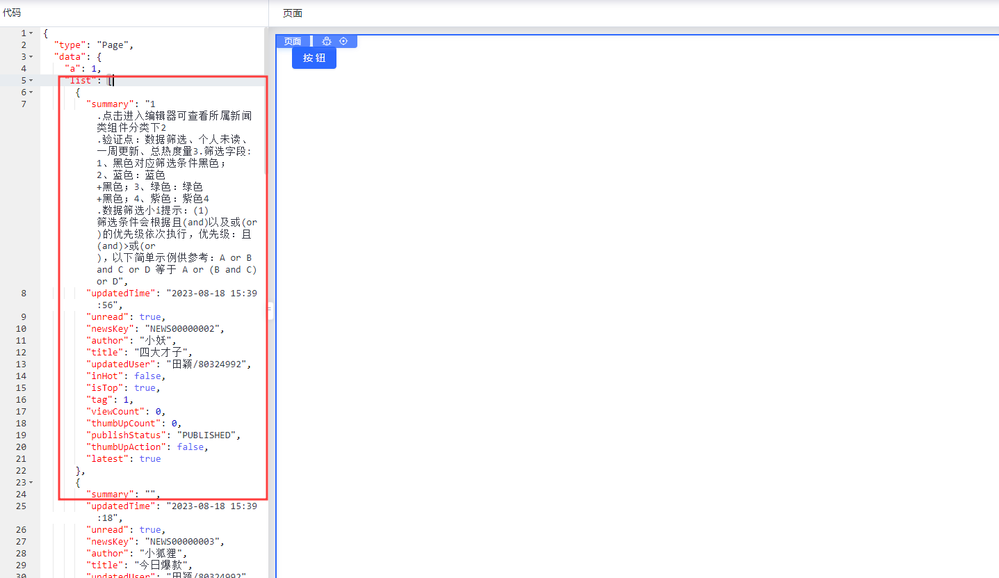 代码
页面
1 {
2 "type": "Page",
3 "data": {
4 "a": 1,
5 "list": [
6 {
7 "summary": "1
.点击进入编辑器可查看所属新闻
类组件分类下2
.验证点：数据筛选、个人未读、
一周更新、总热度量3.筛选字段:
1、黑色对应筛选条件黑色；
2、蓝色：蓝色
+黑色；3、绿色：绿色
+黑色；4、紫色：紫色4
.数据筛选小i提示：(1)
筛选条件会根据且(and)以及或(or
)的优先级依次执行，优先级：且
(and)>或(or
)，以下简单示例供参考：A or B
and C or D 等于 A or (B and C)
or D",
8 "updatedTime": "2023-08-18 15:39
:56",
9 "unread": true,
10 "newsKey": "NEWS00000002",
11 "author": "小妖",
12 "title": "四大才子",
13 "updatedUser": "田颖/80324992",
14 "inHot": false,
15 "isTop": true,
16 "tag": 1,
17 "viewCount": 0,
18 "thumbUpCount": 0,
19 "publishStatus": "PUBLISHED",
20 "thumbUpAction": false,
21 "latest": true
22 },
23 {
24 "summary": "",
25 "updatedTime": "2023-08-18 15:39
:18",
26 "unread": true,
27 "newsKey": "NEWS00000003",
28 "author": "小狐狸",
29 "title": "今日爆款",
30 "updatedUser": "田颖/80324992"
页面
按 钮